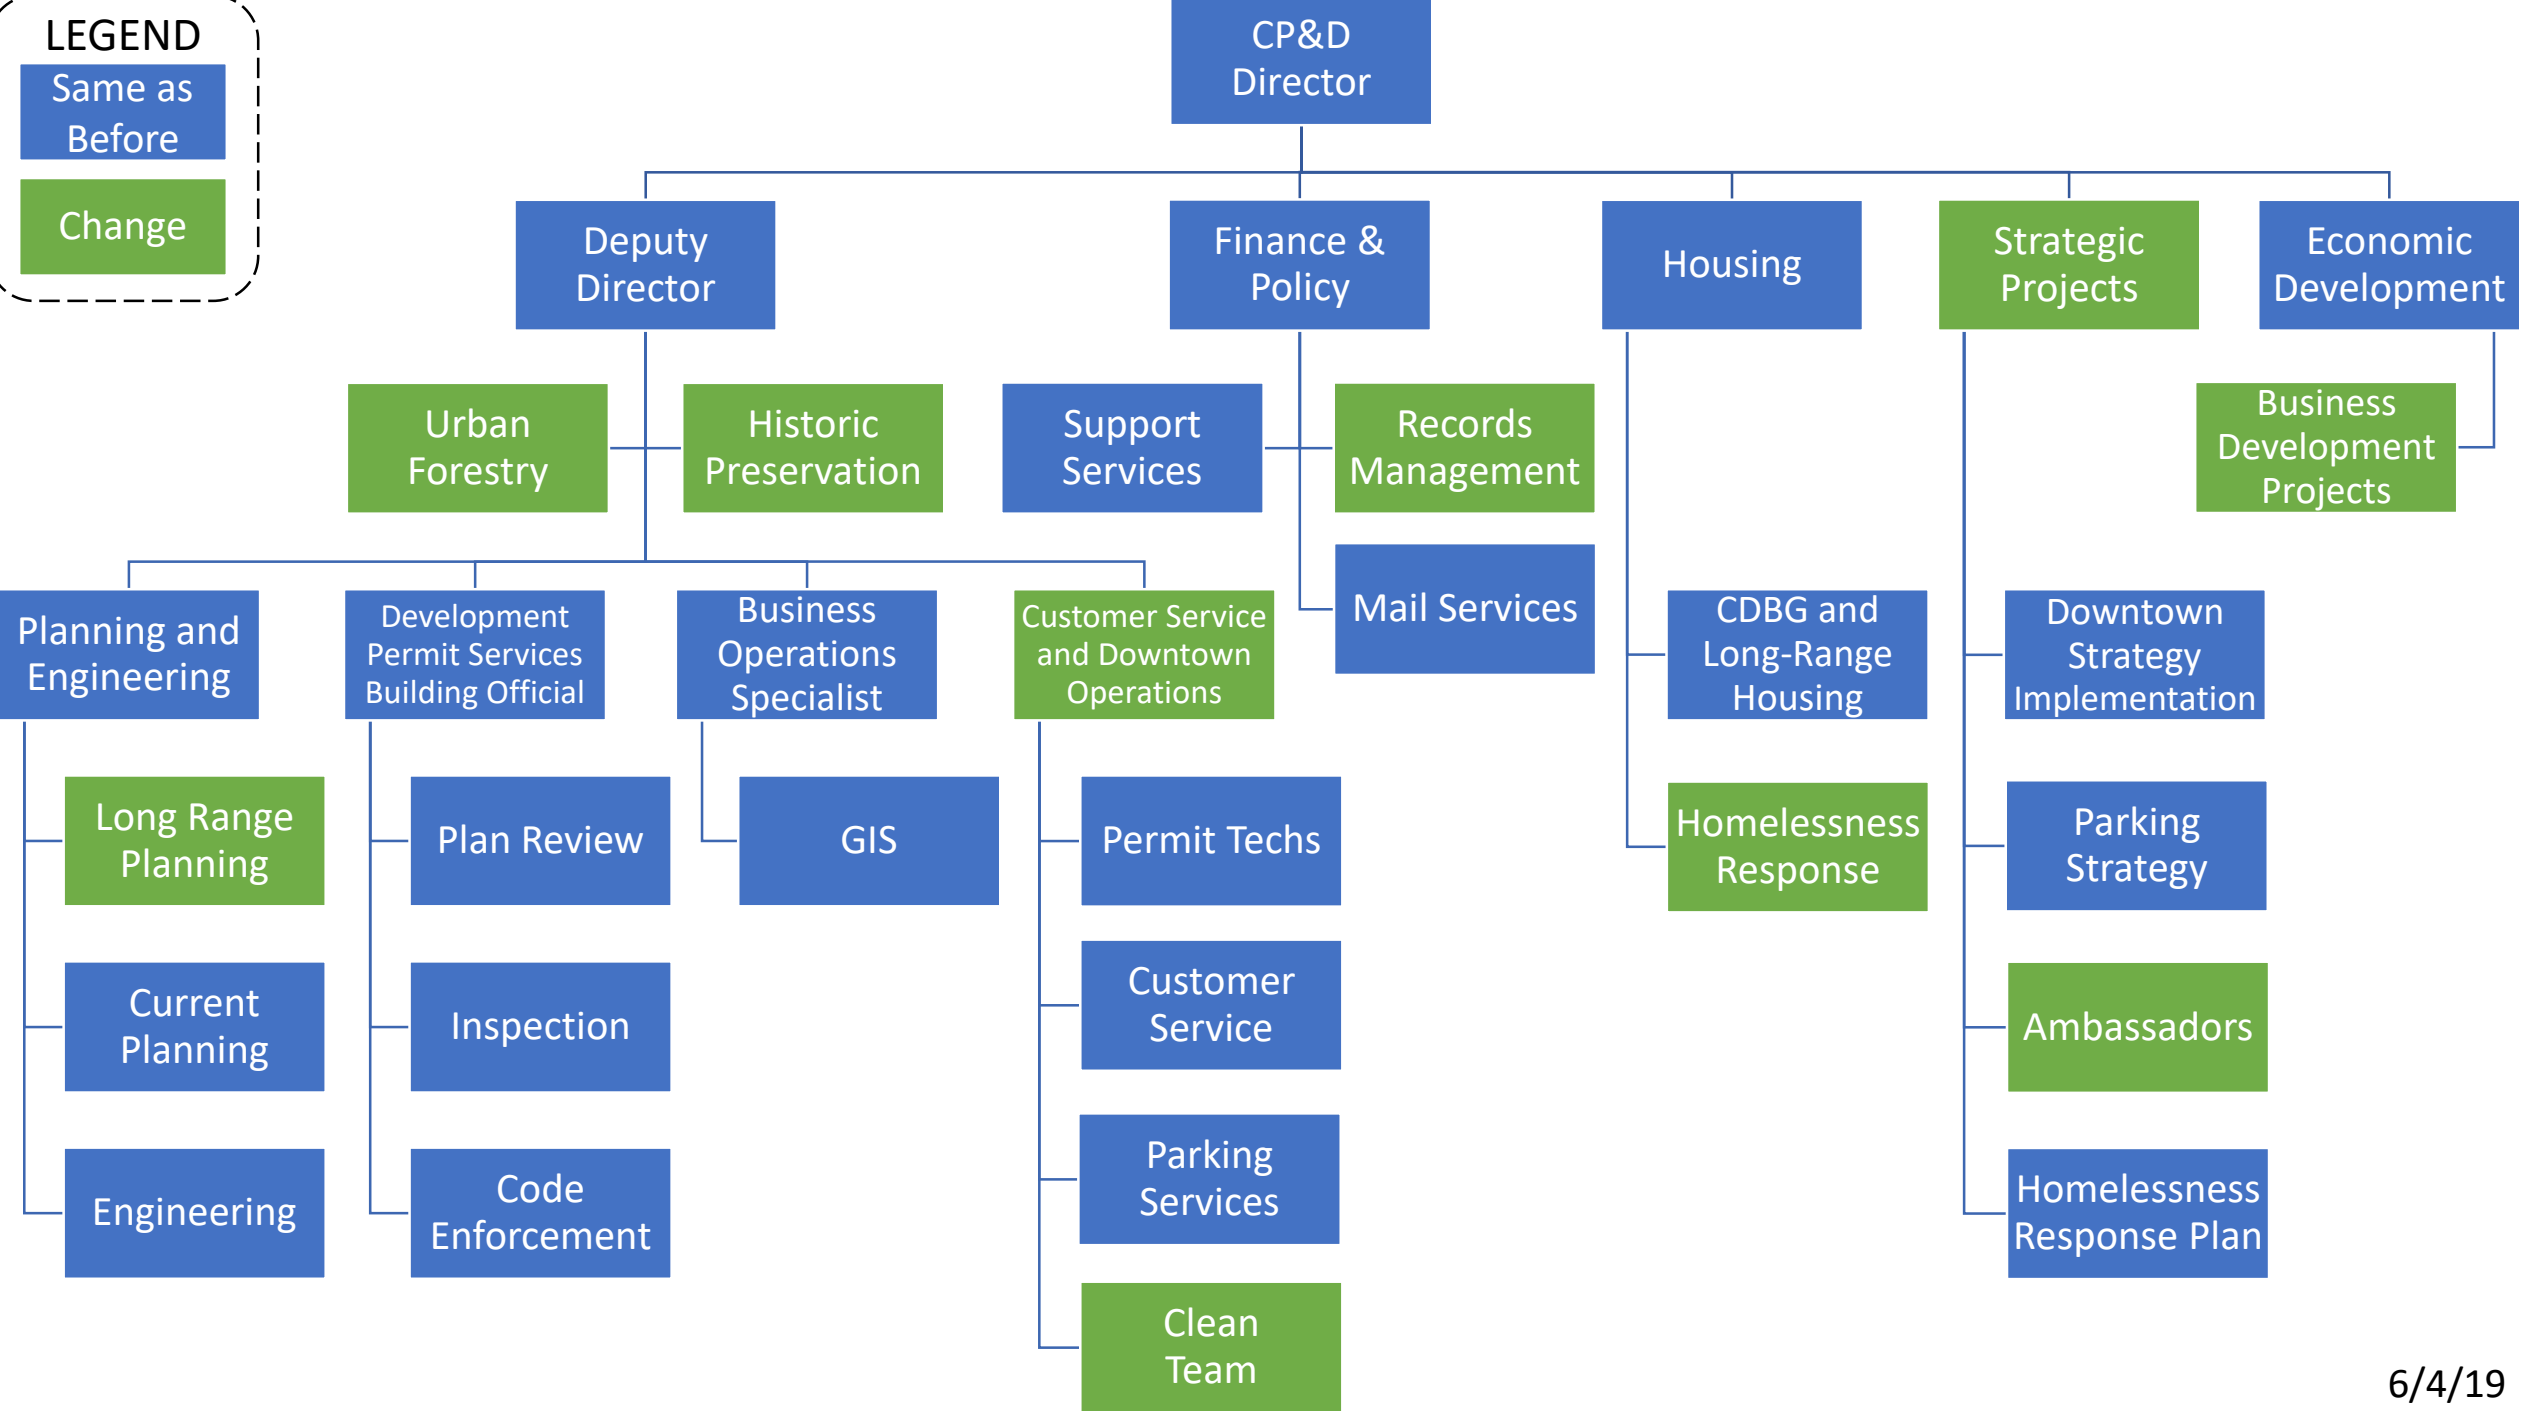 LEGEND
Same as
Before
Change
CP&D
Director
Deputy
Director
Finance &
Policy
Housing
Strategic
Projects
Economic
Development
Urban
Forestry
Historic
Preservation
Support
Services
Records
Management
Business
Development
Projects
Mail Services
Planning and
Engineering
Development
Permit Services
Building Official
Business
Operations
Specialist
Customer Service
and Downtown
Operations
CDBG and
Long-Range
Housing
Downtown
Strategy
Implementation
Long Range
Planning
Plan Review
GIS
Permit Techs
Homelessness
Response
Parking
Strategy
Current
Planning
Inspection
Customer
Service
Ambassadors
Engineering
Code
Enforcement
Parking
Services
Homelessness
Response Plan
Clean
Team
6/4/19